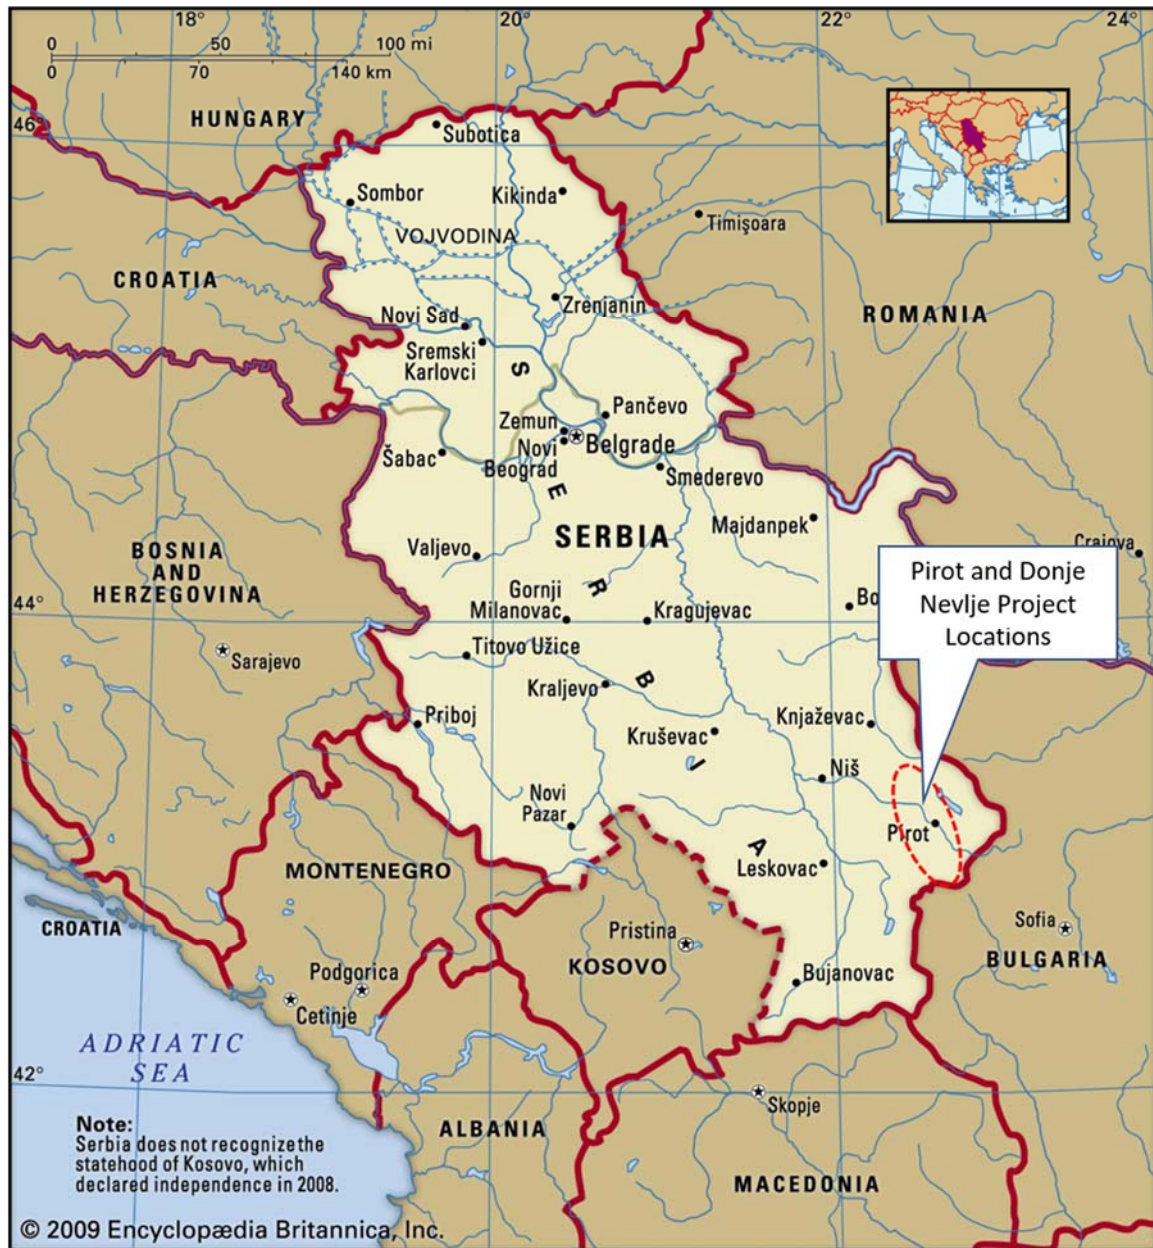 18°
20°
22°
24°
0 50 100 mi
0 70 140 km
HUNGARY
46°
Subotica
Sombor
Kikinda
Timişoara
VOJVODINA
CROATIA
Zrenjanin
ROMANIA
Novi Sad
Sremski
Karlovci
Pančevo
Zemun
Belgrade
Novi
Beograd
Šabac
Smederevo
SERBIA
Majdanpek
SERBIA
Valjevo
Craiova
BOSNIA
AND
HERZEGOVINA
Pirot and Donje
Nevlje Project
Locations
Gornji
Milanovac
Kragujevac
Bo
44°
Titovo Užice
Sarajevo
Kraljevo
Priboj
Knjaževac
Kruševac
Niš
Novi
Pazar
Pirot
Leskovac
MONTENEGRO
CROATIA
Pristina
Sofia
KOSOVO
BULGARIA
Podgorica
Bujanovac
Cetinje
ADRIATIC
SEA
42°
Skopje
Note:
Serbia does not recognize the
statehood of Kosovo, which
declared independence in 2008.
ALBANIA
MACEDONIA
© 2009 Encyclopædia Britannica, Inc.